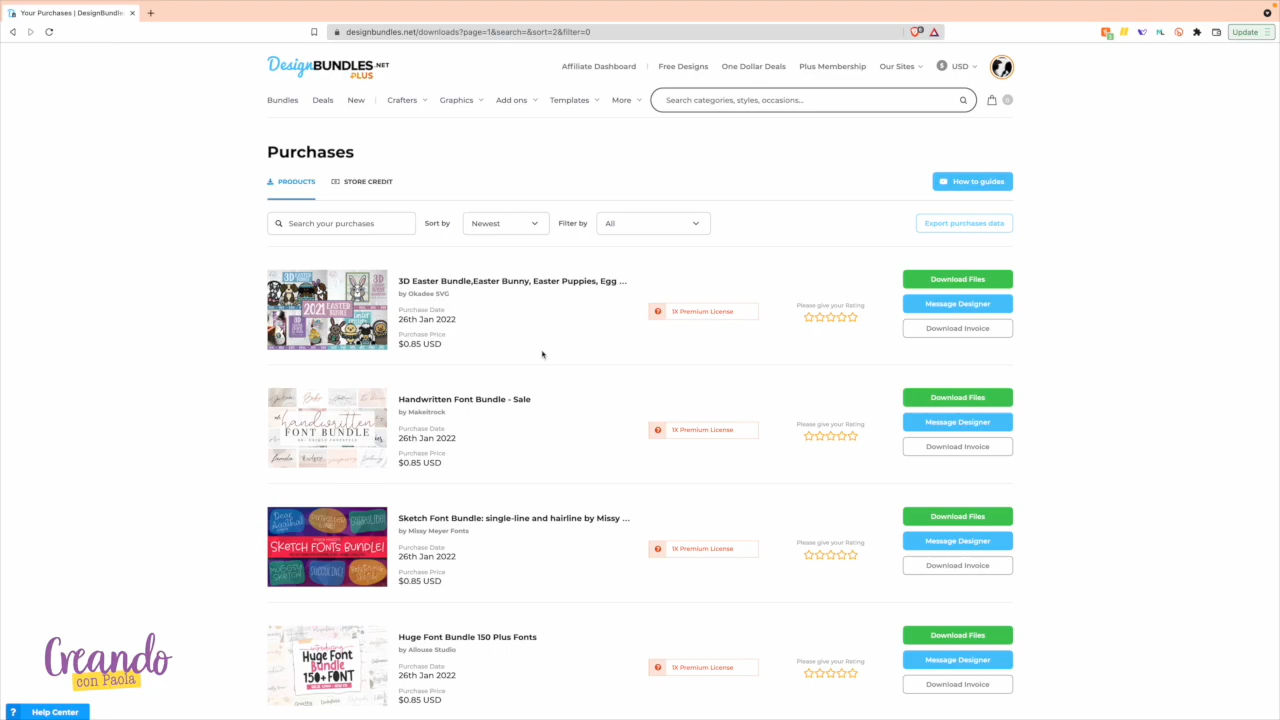 Your Purchases | DesignBundle
designbundles.net/downloads?page=1&search=&sort=2&filter=0
Update
DesignBUNDLES.NET
PLUS
Affiliate Dashboard
Free Designs
One Dollar Deals
Plus Membership
Our Sites
USD
Bundles
Deals
New
Crafters
Graphics
Add ons
Templates
More
Search categories, styles, occasions...
0
Purchases
PRODUCTS
STORE CREDIT
How to guides
Search your purchases
Sort by
Newest
Filter by
All
Export purchases data
3D EASTER
BUNDLE
2021 EASTER
BUNDLE
3D Easter Bundle,Easter Bunny, Easter Puppies, Egg ...
by Okadee SVG
Purchase Date
26th Jan 2022
Purchase Price
$0.85 USD
1X Premium License
Please give your Rating
Download Files
Message Designer
Download Invoice
handwritten
FONT BUNDLE
Handwritten Font Bundle - Sale
by Makeitrock
Purchase Date
26th Jan 2022
Purchase Price
$0.85 USD
1X Premium License
Please give your Rating
Download Files
Message Designer
Download Invoice
SKETCH FONTS BUNDLE!
Sketch Font Bundle: single-line and hairline by Missy ...
by Missy Meyer Fonts
Purchase Date
26th Jan 2022
Purchase Price
$0.85 USD
1X Premium License
Please give your Rating
Download Files
Message Designer
Download Invoice
Huge Font
Bundle
150+FONT
Huge Font Bundle 150 Plus Fonts
by Allouse Studio
Purchase Date
26th Jan 2022
Purchase Price
$0.85 USD
1X Premium License
Please give your Rating
Download Files
Message Designer
Download Invoice
Creando
con Paola
? Help Center